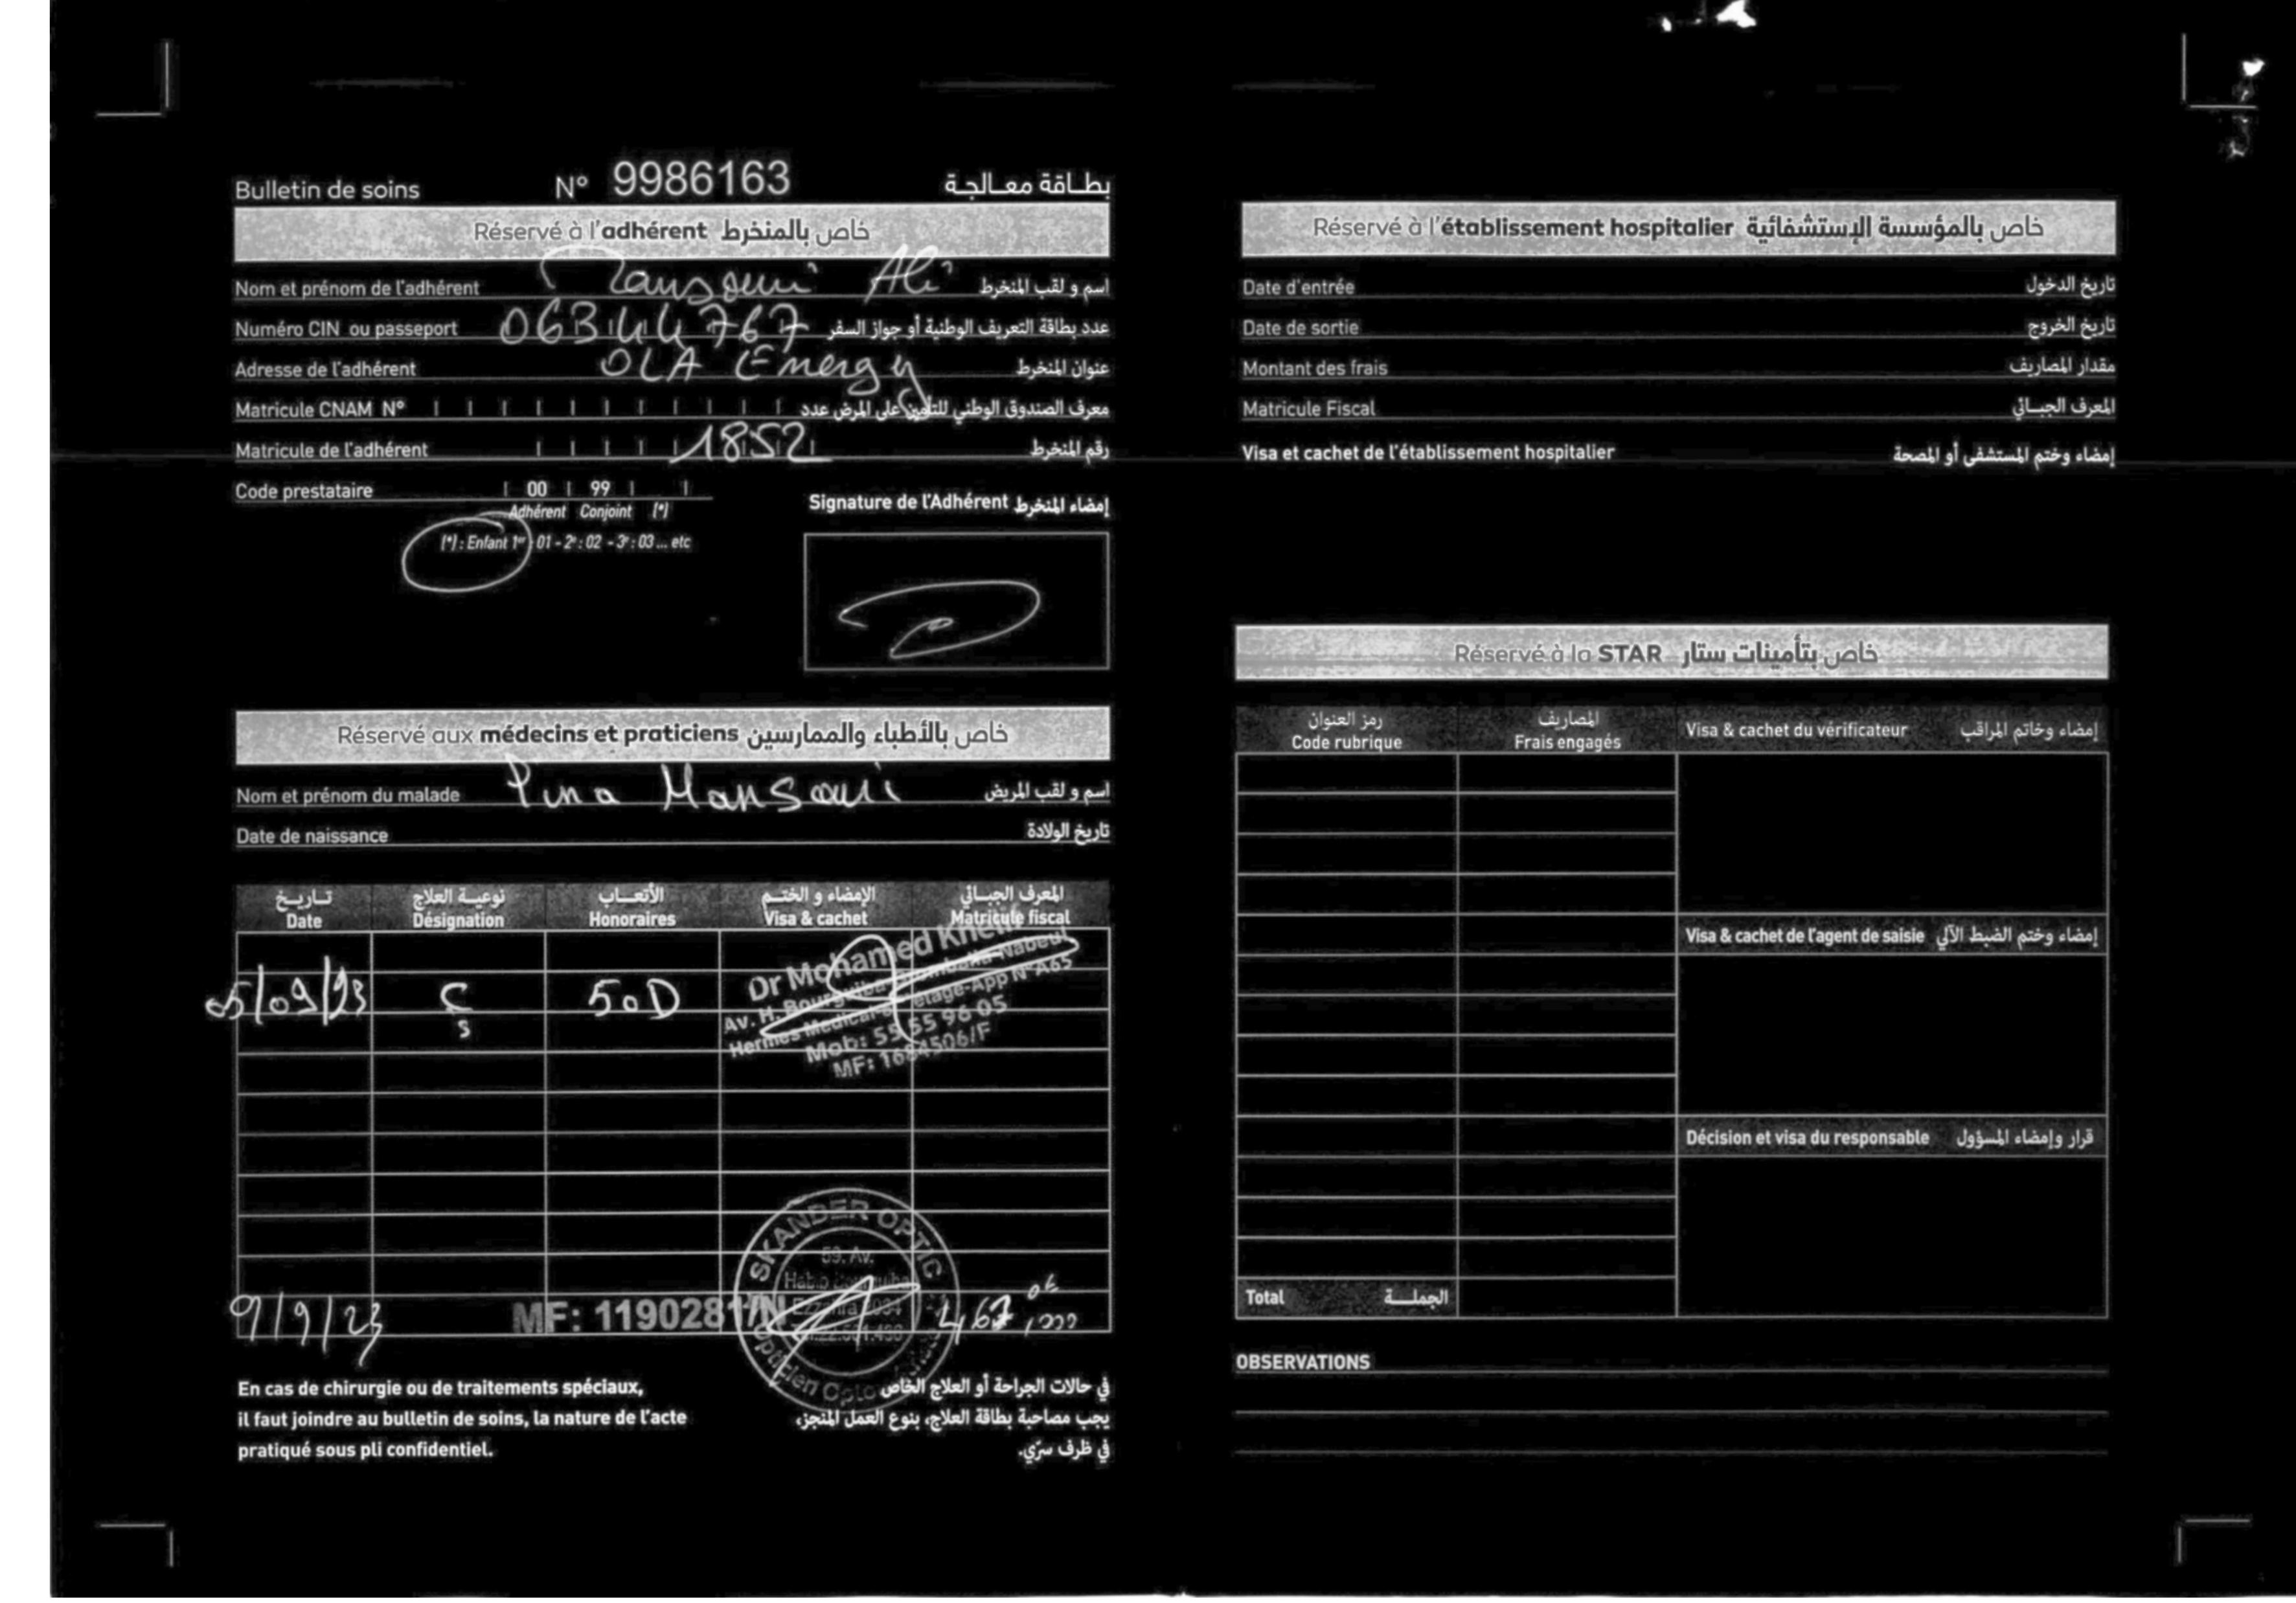 Bulletin de soins N° 9986163 بطاقة معالجة
Réservé à l'adhérent خاص بالمنخرط
Nom et prénom de l'adhérent Mansouri Ali اسم و لقب المنخرط
Numéro CIN ou passeport 06344767 عدد بطاقة التعريف الوطنية أو جواز السفر
Adresse de l'adhérent OLA Energy عنوان المنخرط
Matricule CNAM N° معرف الصندوق الوطني للتأمين على المرض عدد
Matricule de l'adhérent 1852 رقم المنخرط
Code prestataire 00 99
Adhérent Conjoint (*)
(*) : Enfant 1er : 01 - 2e : 02 - 3e : 03 ... etc
Signature de l'Adhérent إمضاء المنخرط
Réservé aux médecins et praticiens خاص بالأطباء والممارسين
Nom et prénom du malade Mansouri اسم و لقب المريض
Date de naissance تاريخ الولادة
تاريخ نوعية العلاج الأتعاب الإمضاء و الختم المعرف الجبائي
Date Désignation Honoraires Visa & cachet Matricule fiscal
05/09/23 C 50D
s
Dr Mohamed
Av. H. Bourguiba Nabeul
Hermes Medical etage-App N°A65
Mob: 55 55 96 05
MF: 1684506/F
SKANDER OPTIC
59. Av.
Habib Bourguiba
Opticien
9/9/23 MF: 1190281/N 467
En cas de chirurgie ou de traitements spéciaux,
il faut joindre au bulletin de soins, la nature de l'acte
pratiqué sous pli confidentiel.
في حالات الجراحة أو العلاج الخاص
يجب مصاحبة بطاقة العلاج، بنوع العمل المنجز،
في ظرف سرّي.
Réservé à l'établissement hospitalier خاص بالمؤسسة الإستشفائية
Date d'entrée تاريخ الدخول
Date de sortie تاريخ الخروج
Montant des frais مقدار المصاريف
Matricule Fiscal المعرف الجبائي
Visa et cachet de l'établissement hospitalier إمضاء وختم المستشفى أو المصحة
Réservé à la STAR خاص بتأمينات ستار
رمز العنوان المصاريف
Code rubrique Frais engagés Visa & cachet du vérificateur إمضاء وخاتم المراقب
Visa & cachet de l'agent de saisie إمضاء وختم الضبط الآلي
Décision et visa du responsable قرار وإمضاء المسؤول
Total الجملة
OBSERVATIONS